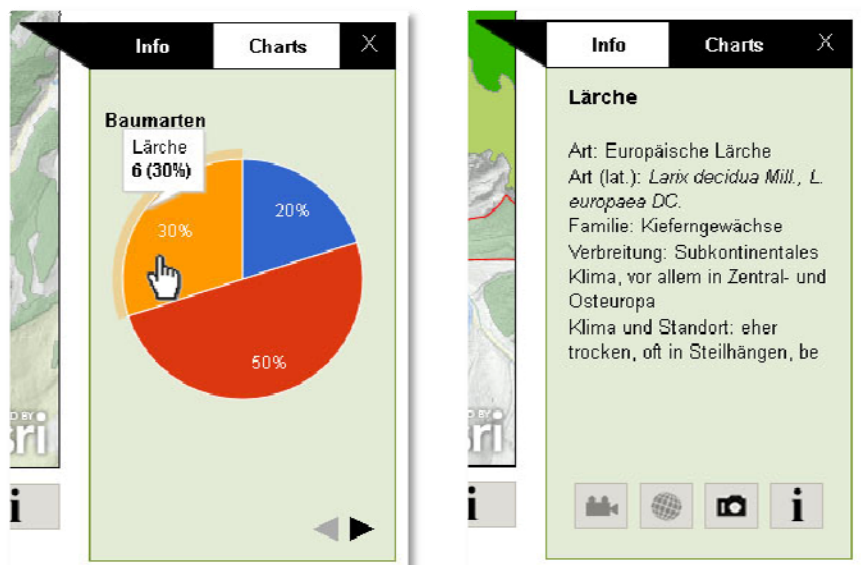 Info Charts X
Baumarten
Lärche
6 (30%)
20%
30%
50%
i
Info Charts X
Lärche
Art: Europäische Lärche
Art (lat.): Larix decidua Mill., L.
europaea DC.
Familie: Kieferngewächse
Verbreitung: Subkontinentales
Klima, vor allem in Zentral- und
Osteuropa
Klima und Standort: eher
trocken, oft in Steilhängen, be
i
i